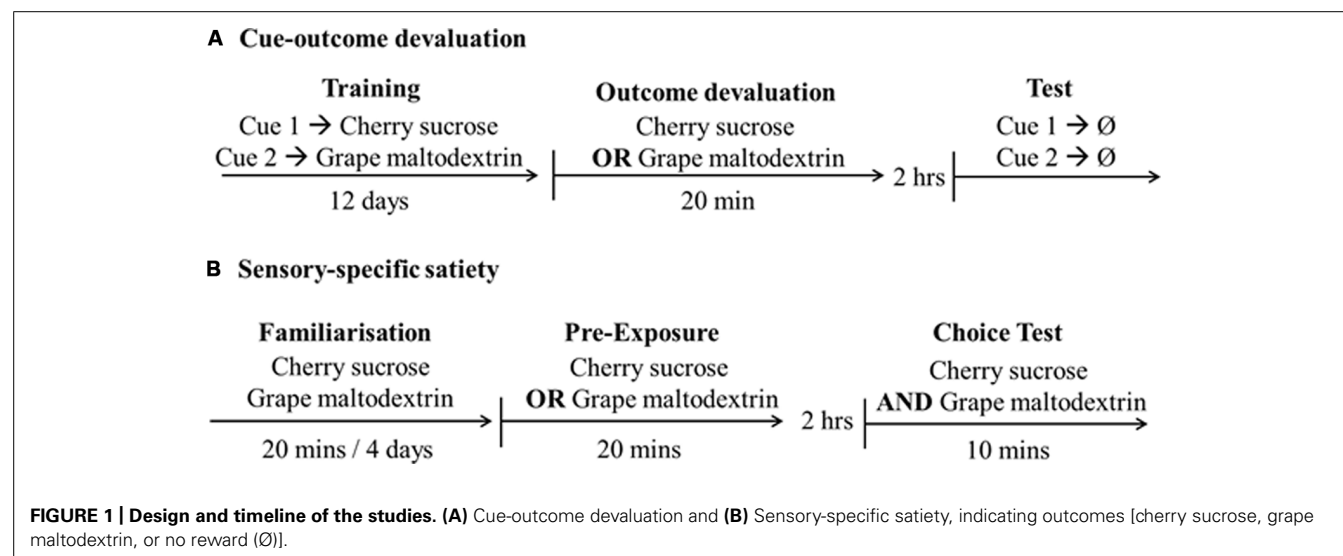 A Cue-outcome devaluation
Training
Cue 1 → Cherry sucrose
Cue 2 → Grape maltodextrin
12 days
Outcome devaluation
Cherry sucrose
OR Grape maltodextrin
20 min
2 hrs
Test
Cue 1 → Ø
Cue 2 → Ø
B Sensory-specific satiety
Familiarisation
Cherry sucrose
Grape maltodextrin
20 mins / 4 days
Pre-Exposure
Cherry sucrose
OR Grape maltodextrin
20 mins
2 hrs
Choice Test
Cherry sucrose
AND Grape maltodextrin
10 mins
FIGURE 1 | Design and timeline of the studies. (A) Cue-outcome devaluation and (B) Sensory-specific satiety, indicating outcomes [cherry sucrose, grape
maltodextrin, or no reward (Ø)].